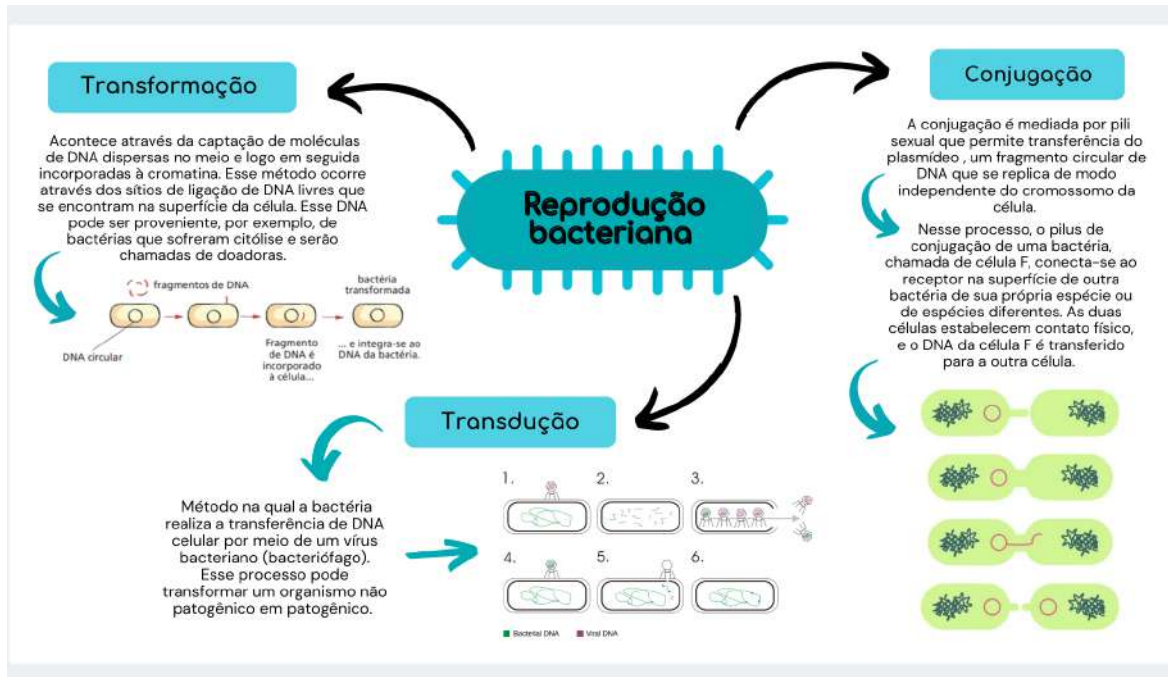 Reprodução
bacteriana
Transformação
Acontece através da captação de moléculas
de DNA dispersas no meio e logo em seguida
incorporadas à cromatina. Esse método ocorre
através dos sítios de ligação de DNA livres que
se encontram na superfície da célula. Esse DNA
pode ser proveniente, por exemplo, de
bactérias que sofreram citólise e serão
chamadas de doadoras.
fragmentos de DNA
bactéria
transformada
DNA circular
Fragmento
de DNA é
incorporado
à célula...
... e integra-se ao
DNA da bactéria.
Conjugação
A conjugação é mediada por pili
sexual que permite transferência do
plasmídeo , um fragmento circular de
DNA que se replica de modo
independente do cromossomo da
célula.
Nesse processo, o pilus de
conjugação de uma bactéria,
chamada de célula F, conecta-se ao
receptor na superfície de outra
bactéria de sua própria espécie ou
de espécies diferentes. As duas
células estabelecem contato físico,
e o DNA da célula F é transferido
para a outra célula.
Transdução
Método na qual a bactéria
realiza a transferência de DNA
celular por meio de um vírus
bacteriano (bacteriófago).
Esse processo pode
transformar um organismo não
patogênico em patogênico.
1. 2. 3.
4. 5. 6.
Bacterial DNA Viral DNA